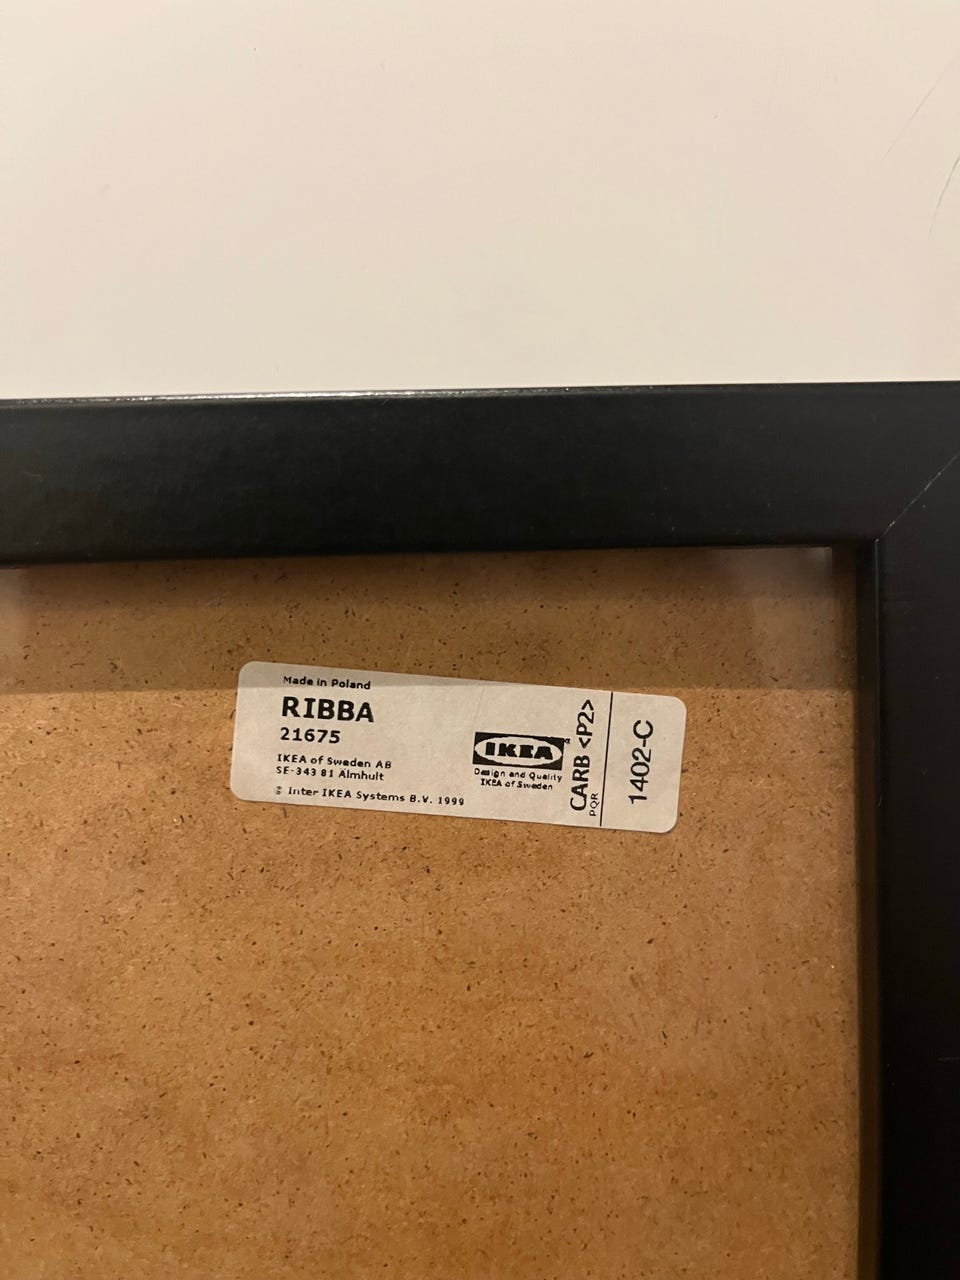 Made in Poland
RIBBA
21675
IKEA of Sweden AB
SE-343 81 Älmhult
© Inter IKEA Systems B.V. 1999
IKEA
Design and Quality
IKEA of Sweden
CARB <P2>
PQR
1402-C